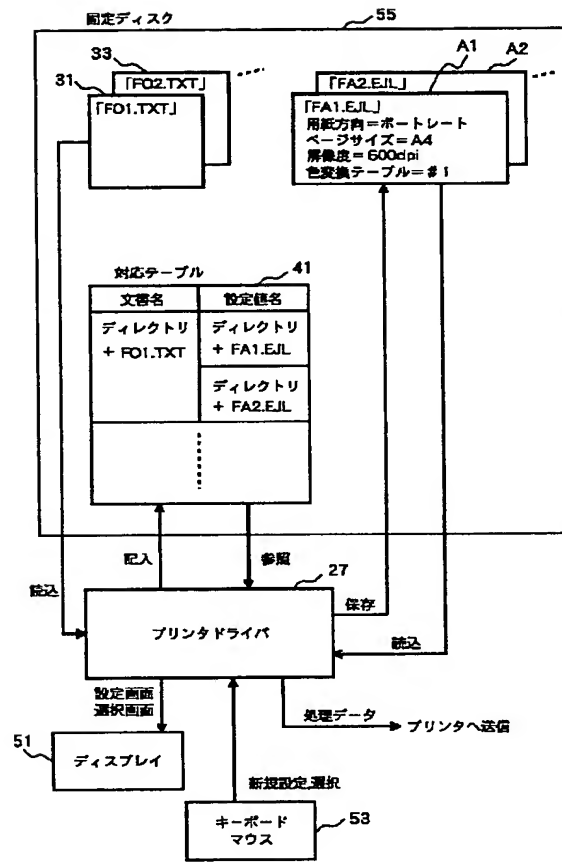 固定ディスク
55
33
A1
A2
31
「FO2.TXT」
「FA2.EJL」
「FO1.TXT」
「FA1.EJL」
用紙方向=ポートレート
ページサイズ=A4
解像度=600dpi
色変換テーブル=#1
対応テーブル
41
文書名
設定値名
ディレクトリ
+ FO1.TXT
ディレクトリ
+ FA1.EJL
ディレクトリ
+ FA2.EJL
記入
参照
27
読込
保存
プリンタドライバ
読込
設定画面
選択画面
処理データ
プリンタへ送信
51
ディスプレイ
新規設定,選択
キーボード
マウス
53